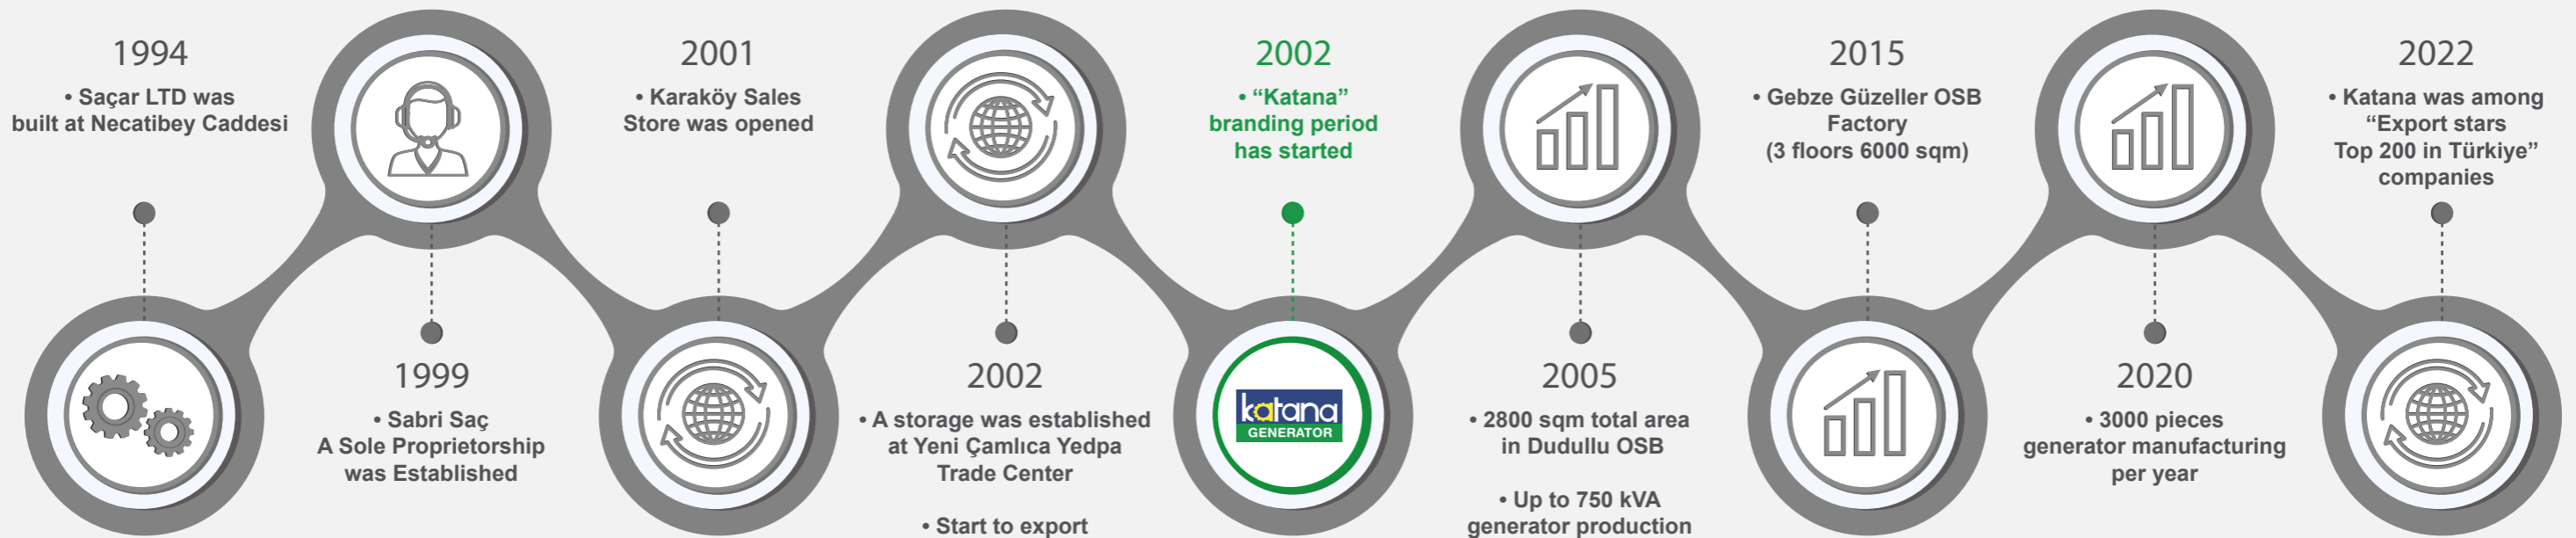 1994
• Saçar LTD was
built at Necatibey Caddesi
1999
• Sabri Saç
A Sole Proprietorship
was Established
2001
• Karaköy Sales
Store was opened
2002
• A storage was established
at Yeni Çamlıca Yedpa
Trade Center
• Start to export
2002
• “Katana”
branding period
has started
katana
GENERATOR
2005
• 2800 sqm total area
in Dudullu OSB
• Up to 750 kVA
generator production
2015
• Gebze Güzeller OSB
Factory
(3 floors 6000 sqm)
2020
• 3000 pieces
generator manufacturing
per year
2022
• Katana was among
“Export stars
Top 200 in Türkiye”
companies